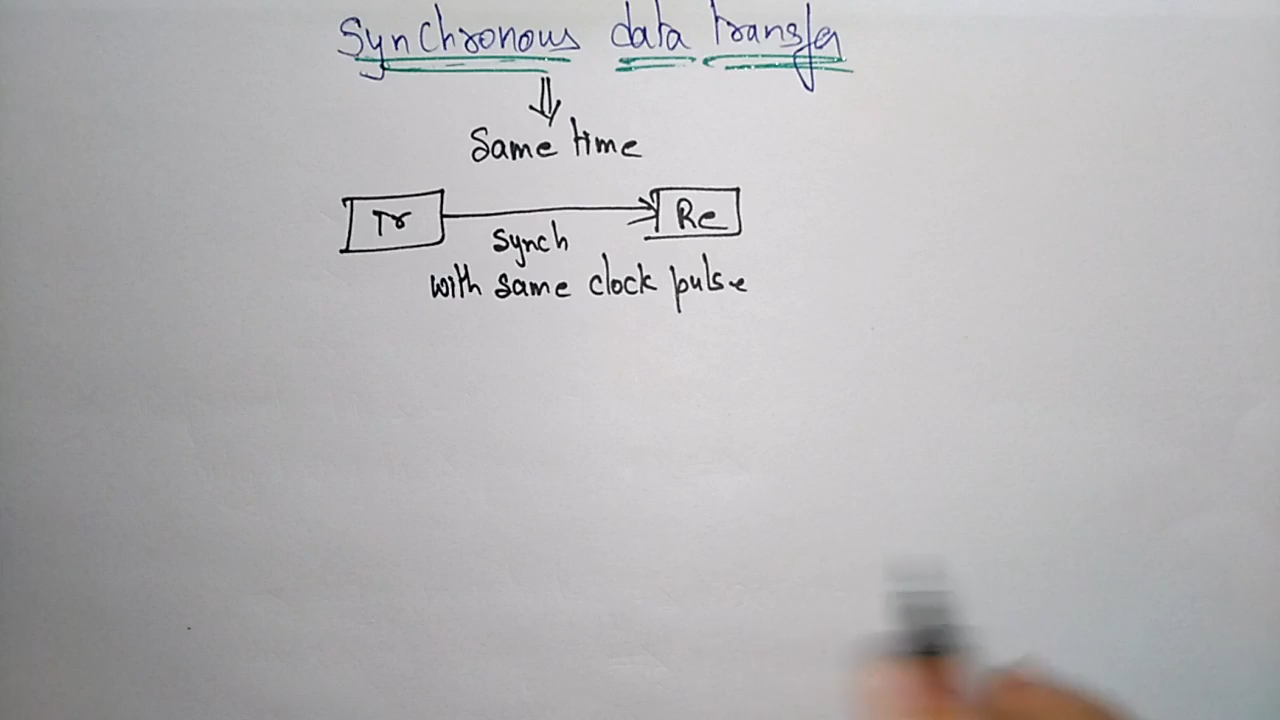 Synchronous data transfer
Same time
Tr
Re
Synch
with same clock pulse